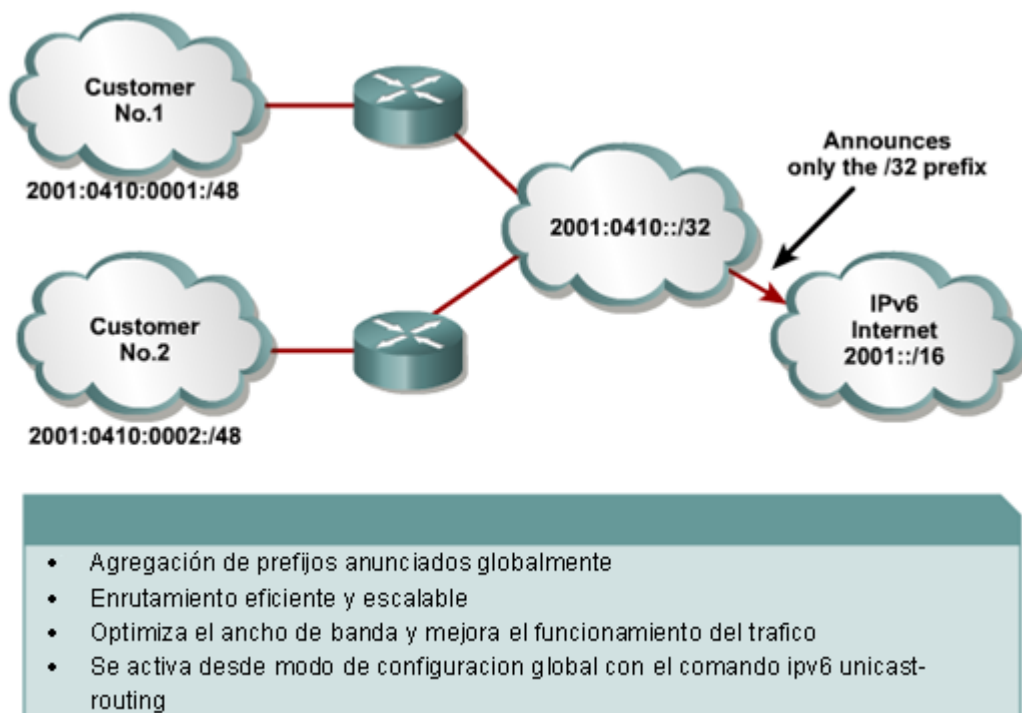 Customer
No.1
2001:0410:0001:/48
Announces
only the /32 prefix
2001:0410::/32
IPv6
Internet
2001::/16
Customer
No.2
2001:0410:0002:/48
• Agregación de prefijos anunciados globalmente
• Enrutamiento eficiente y escalable
• Optimiza el ancho de banda y mejora el funcionamiento del trafico
• Se activa desde modo de configuracion global con el comando ipv6 unicast-
routing